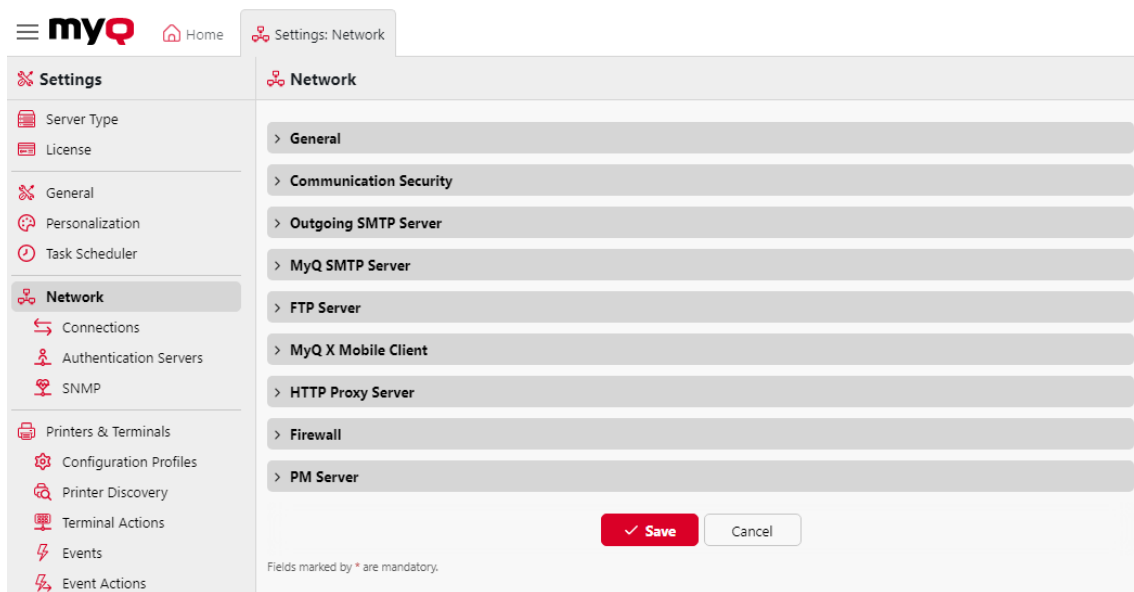 myQ
Home
Settings: Network
Settings
Network
Server Type
License
General
Personalization
Task Scheduler
Network
Connections
Authentication Servers
SNMP
Printers & Terminals
Configuration Profiles
Printer Discovery
Terminal Actions
Events
Event Actions
General
Communication Security
Outgoing SMTP Server
MyQ SMTP Server
FTP Server
MyQ X Mobile Client
HTTP Proxy Server
Firewall
PM Server
Save
Cancel
Fields marked by * are mandatory.